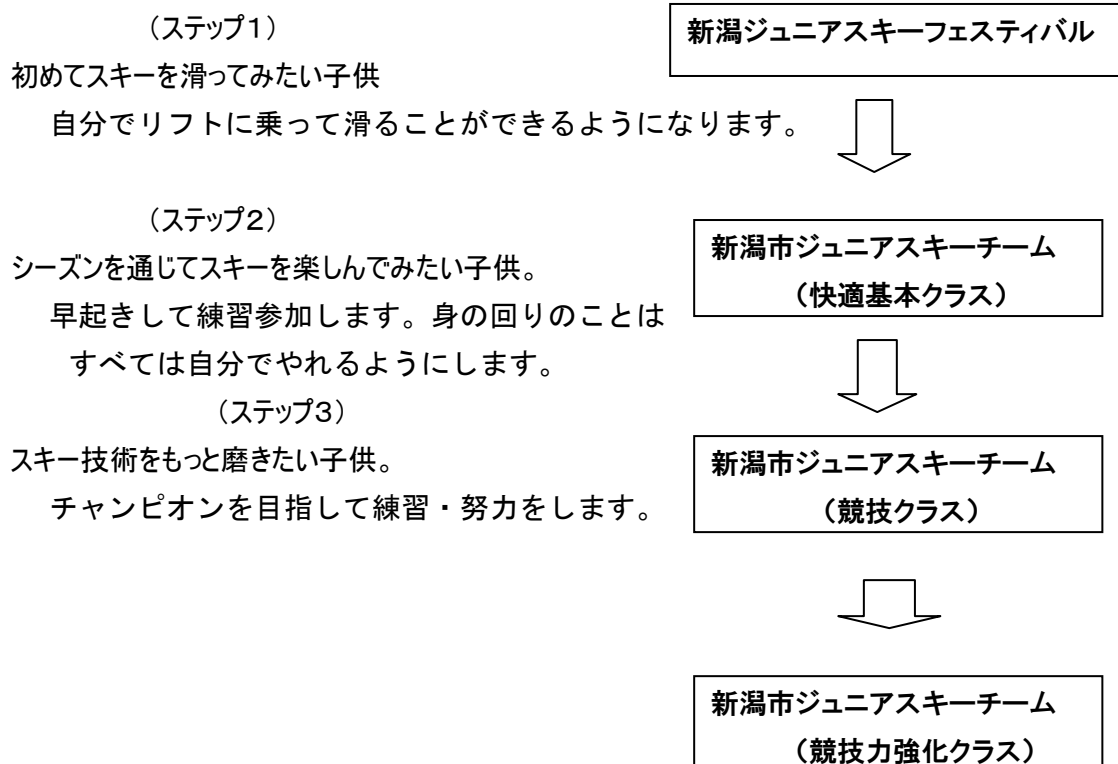 （ステップ１）
新潟ジュニアスキーフェスティバル
初めてスキーを滑ってみたい子供
自分でリフトに乗って滑ることができるようになります。
（ステップ２）
シーズンを通じてスキーを楽しんでみたい子供。
早起きして練習参加します。身の回りのことは
すべては自分でやれるようにします。
新潟市ジュニアスキーチーム
（快適基本クラス）
（ステップ３）
スキー技術をもっと磨きたい子供。
チャンピオンを目指して練習・努力をします。
新潟市ジュニアスキーチーム
（競技クラス）
新潟市ジュニアスキーチーム
（競技力強化クラス）